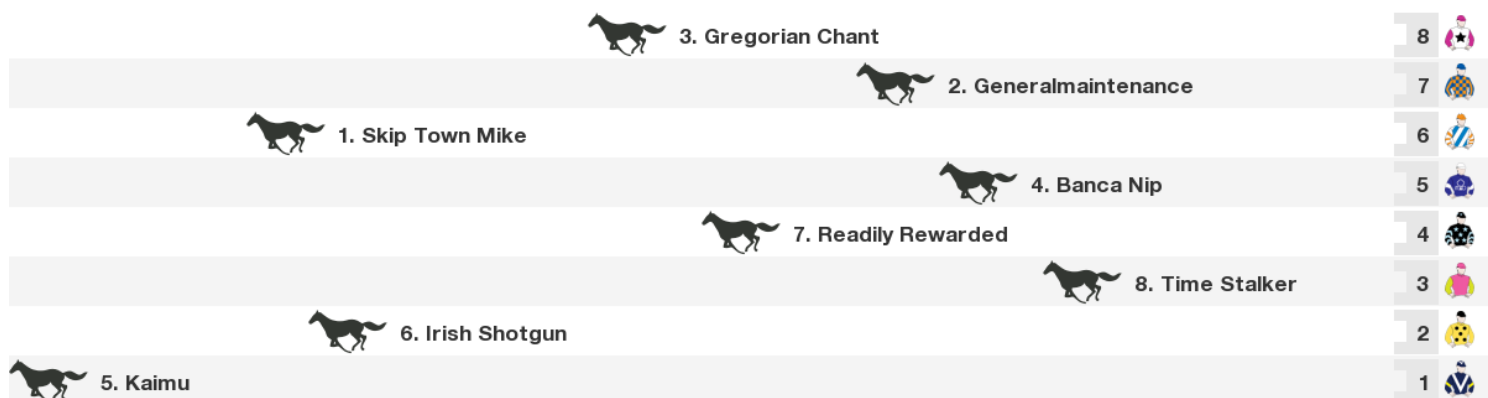 3. Gregorian Chant 8
2. Generalmaintenance 7
1. Skip Town Mike 6
4. Banca Nip 5
7. Readily Rewarded 4
8. Time Stalker 3
6. Irish Shotgun 2
5. Kaimu 1